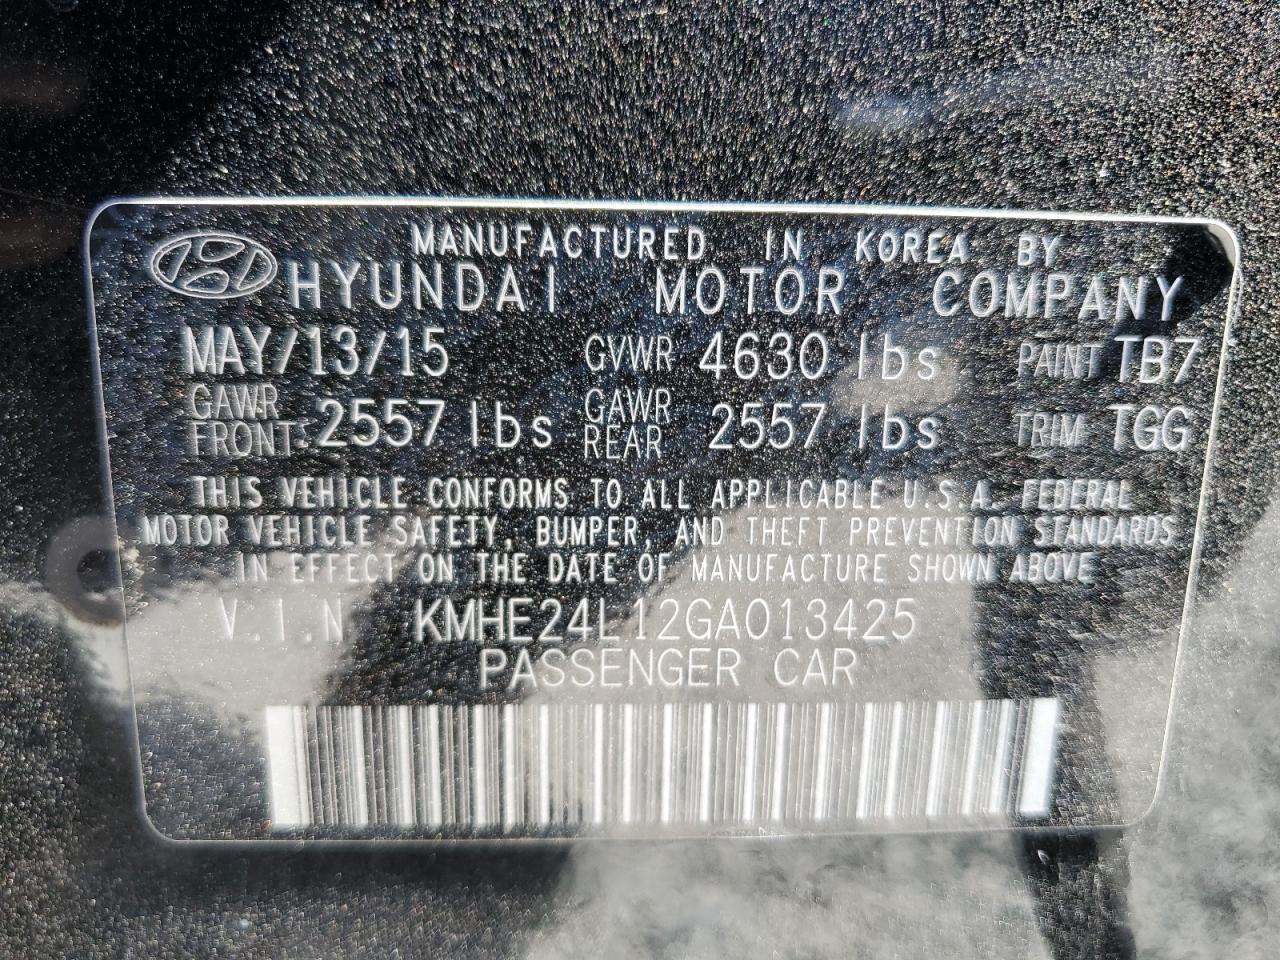 MANUFACTURED IN KOREA BY
HYUNDAI MOTOR COMPANY
MAY/13/15 GVWR 4630 lbs PAINT TB7
GAWR FRONT: 2557 lbs GAWR REAR 2557 lbs TRIM TGG
THIS VEHICLE CONFORMS TO ALL APPLICABLE U.S.A. FEDERAL
MOTOR VEHICLE SAFETY, BUMPER, AND THEFT PREVENTION STANDARDS
IN EFFECT ON THE DATE OF MANUFACTURE SHOWN ABOVE
V.I.N KMHE24L12GA013425
PASSENGER CAR